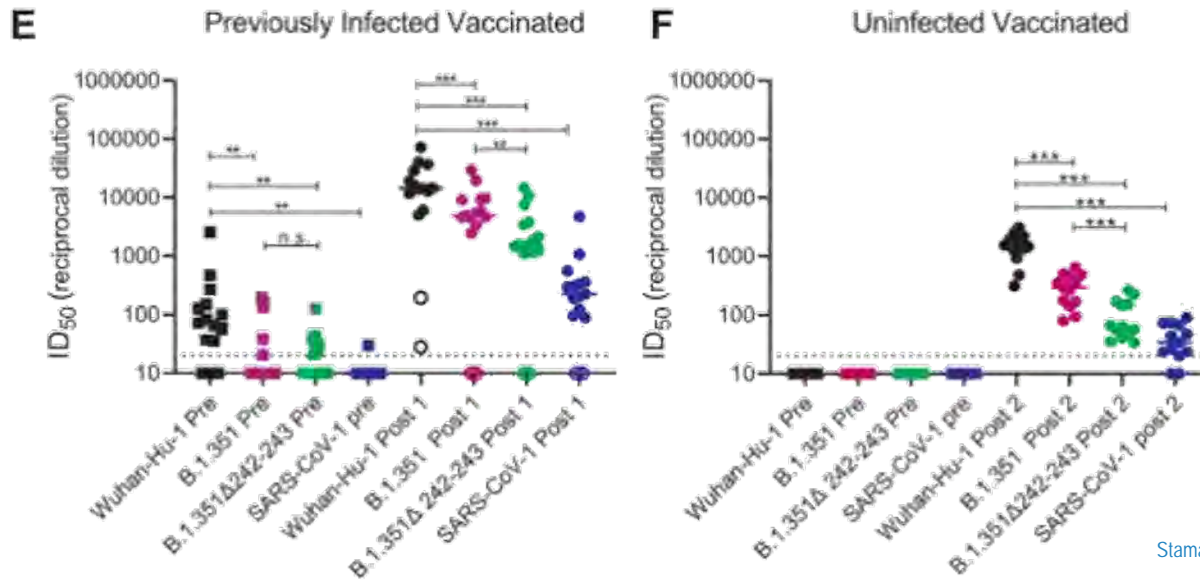 E Previously Infected Vaccinated
ID50 (reciprocal dilution)
1000000
100000
10000
1000
100
10
***
***
***
**
**
**
**
n.s.
Wuhan-Hu-1 Pre
B.1.351 Pre
B.1.351Δ242-243 Pre
SARS-CoV-1 pre
Wuhan-Hu-1 Post 1
B.1.351 Post 1
B.1.351Δ 242-243 Post 1
SARS-CoV-1 Post 1
F Uninfected Vaccinated
ID50 (reciprocal dilution)
1000000
100000
10000
1000
100
10
***
***
***
***
Wuhan-Hu-1 Pre
B.1.351 Pre
B.1.351Δ 242-243 Pre
SARS-CoV-1 pre
Wuhan-Hu-1 Post 2
B.1.351 Post 2
B.1.351Δ242-243 Post 2
SARS-CoV-1 post 2
Stama